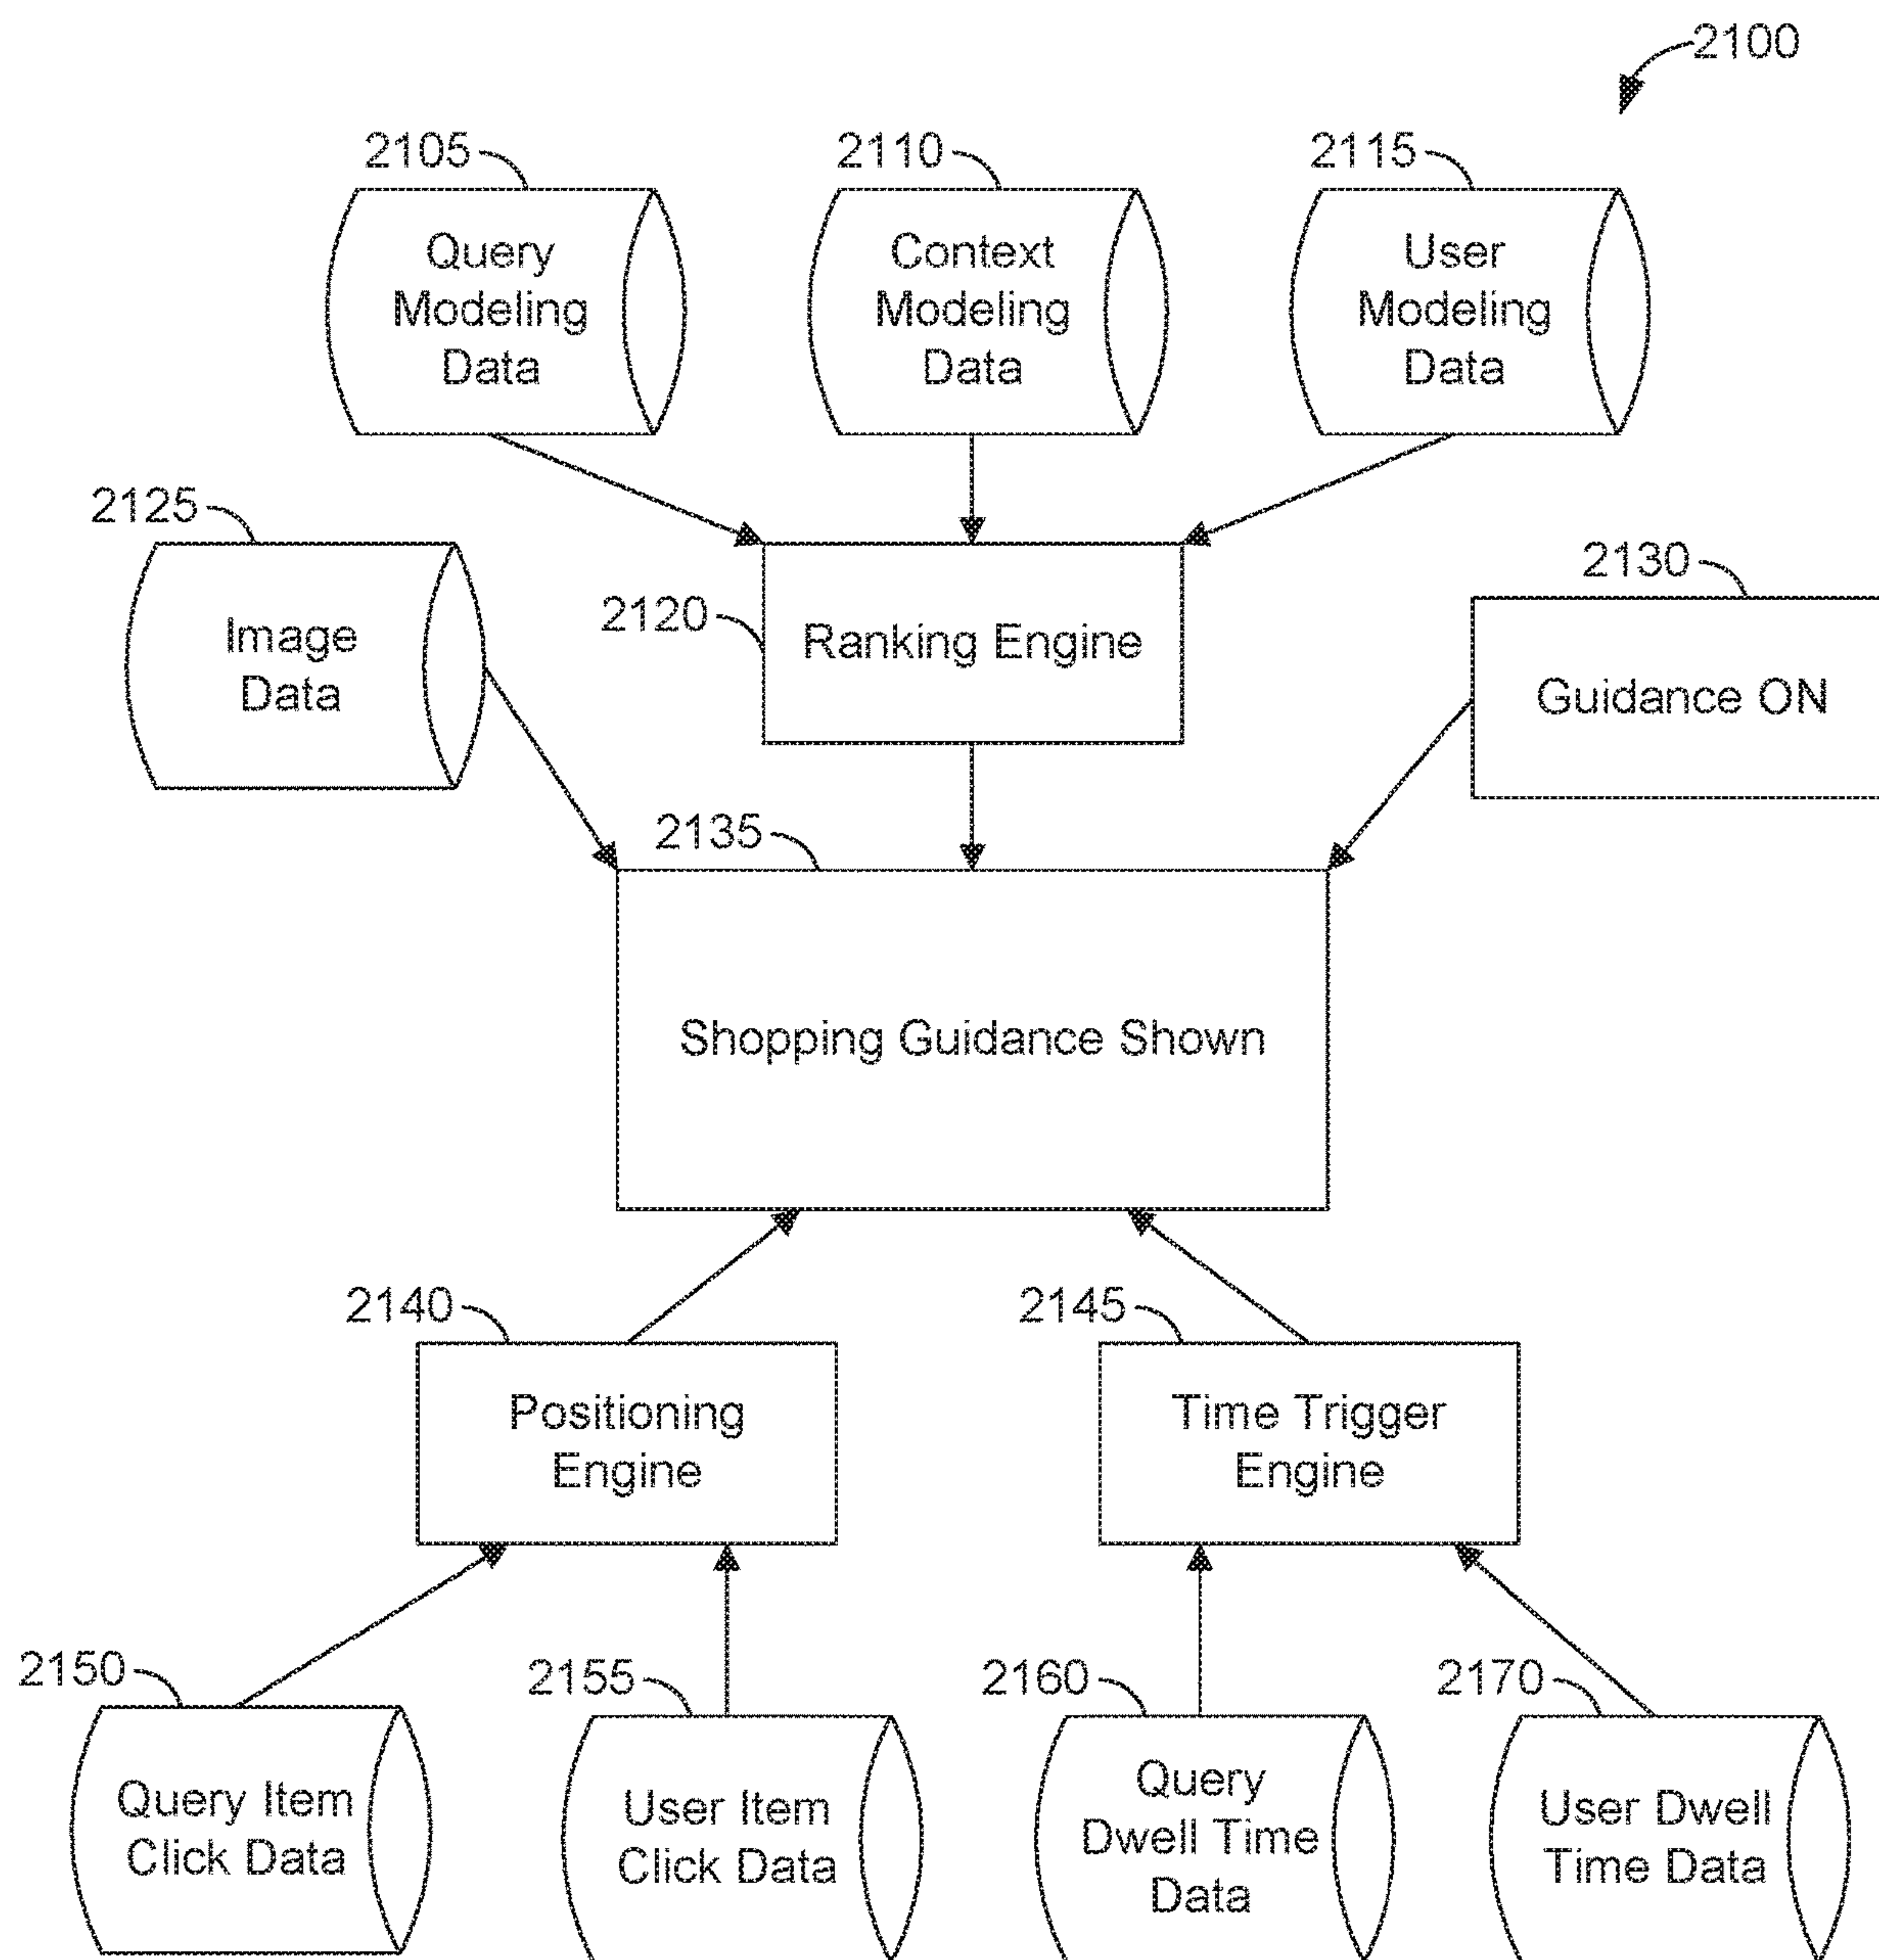 2100
2105
2110
2115
Query
Modeling
Data
Context
Modeling
Data
User
Modeling
Data
2125
Image
Data
2120
Ranking Engine
2130
Guidance ON
2135
Shopping Guidance Shown
2140
Positioning
Engine
2145
Time Trigger
Engine
2150
Query Item
Click Data
2155
User Item
Click Data
2160
Query
Dwell Time
Data
2170
User Dwell
Time Data